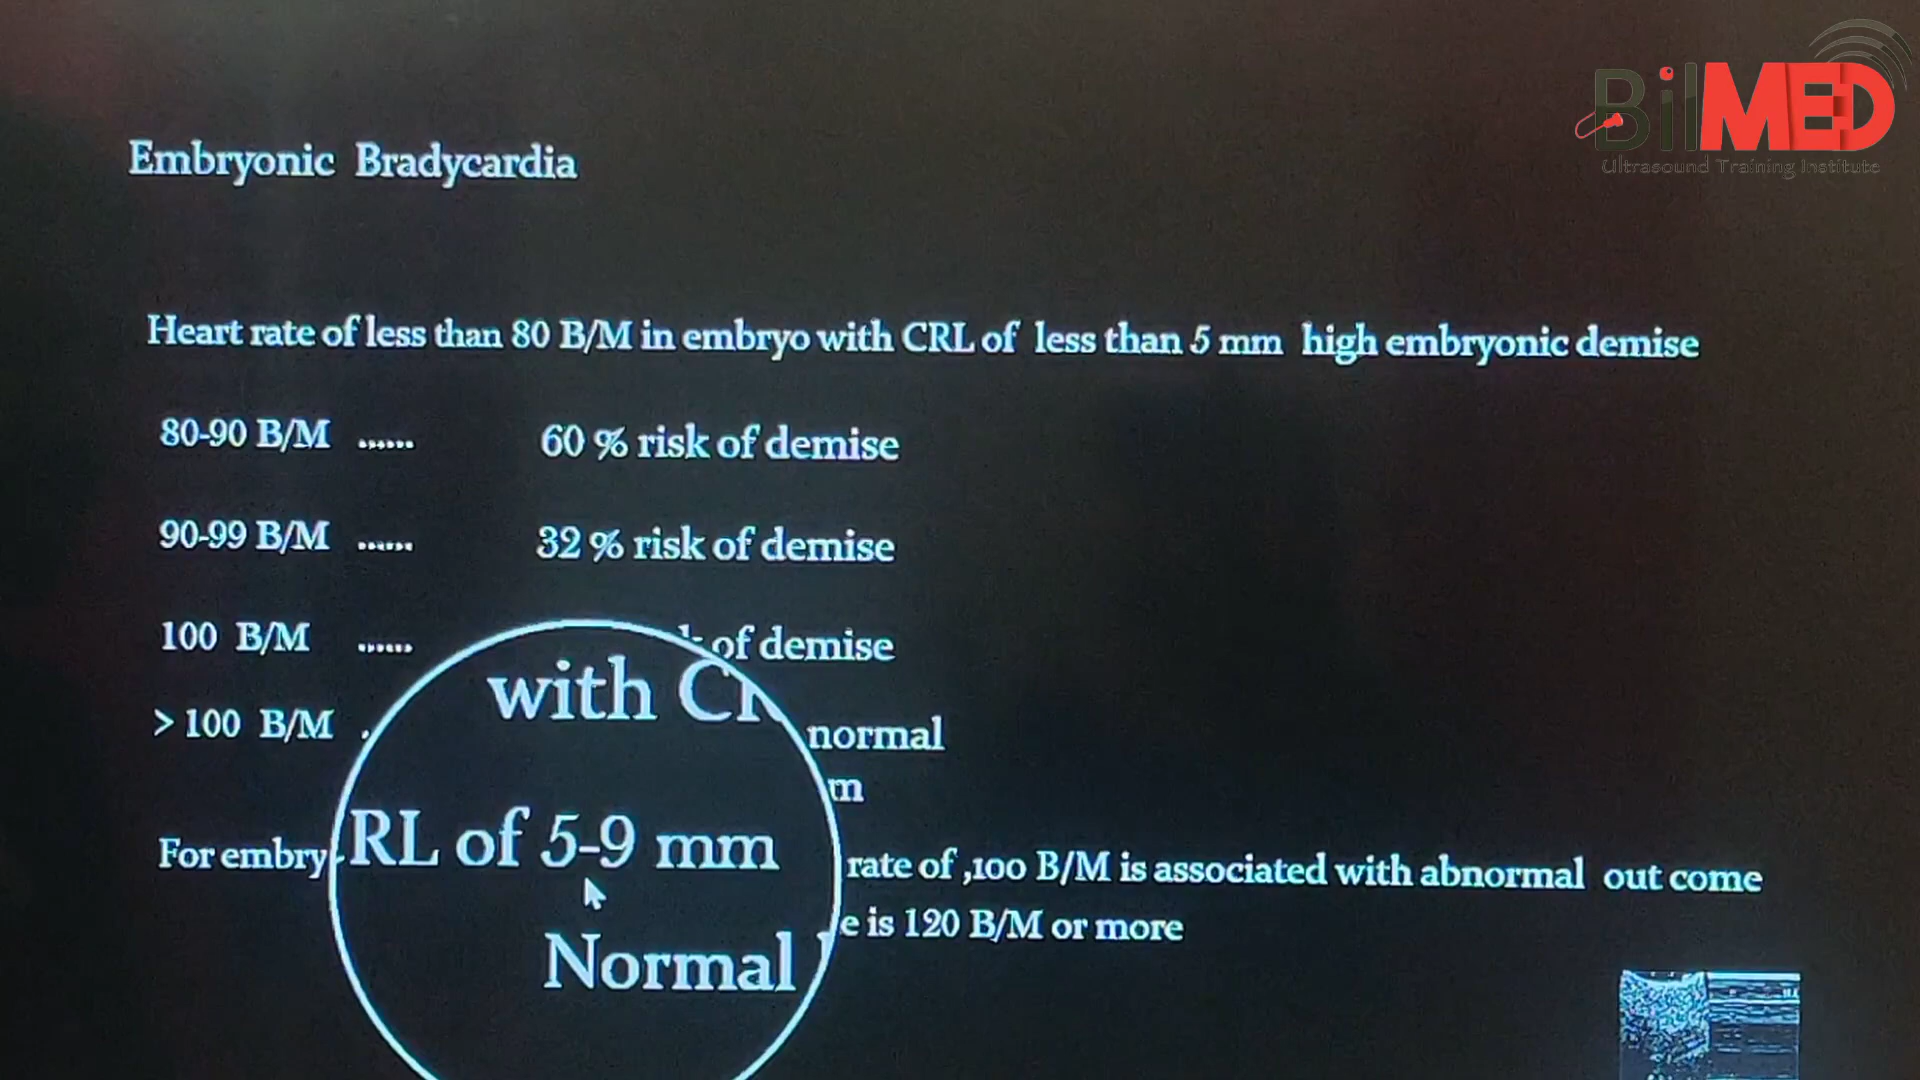 BilMED
Ultrasound Training Institute
Embryonic Bradycardia
Heart rate of less than 80 B/M in embryo with CRL of less than 5 mm high embryonic demise
80-90 B/M ...... 60 % risk of demise
90-99 B/M ...... 32 % risk of demise
100 B/M ...... of demise
> 100 B/M . normal
with
m
For embry RL of 5-9 mm rate of ,100 B/M is associated with abnormal out come
Normal e is 120 B/M or more